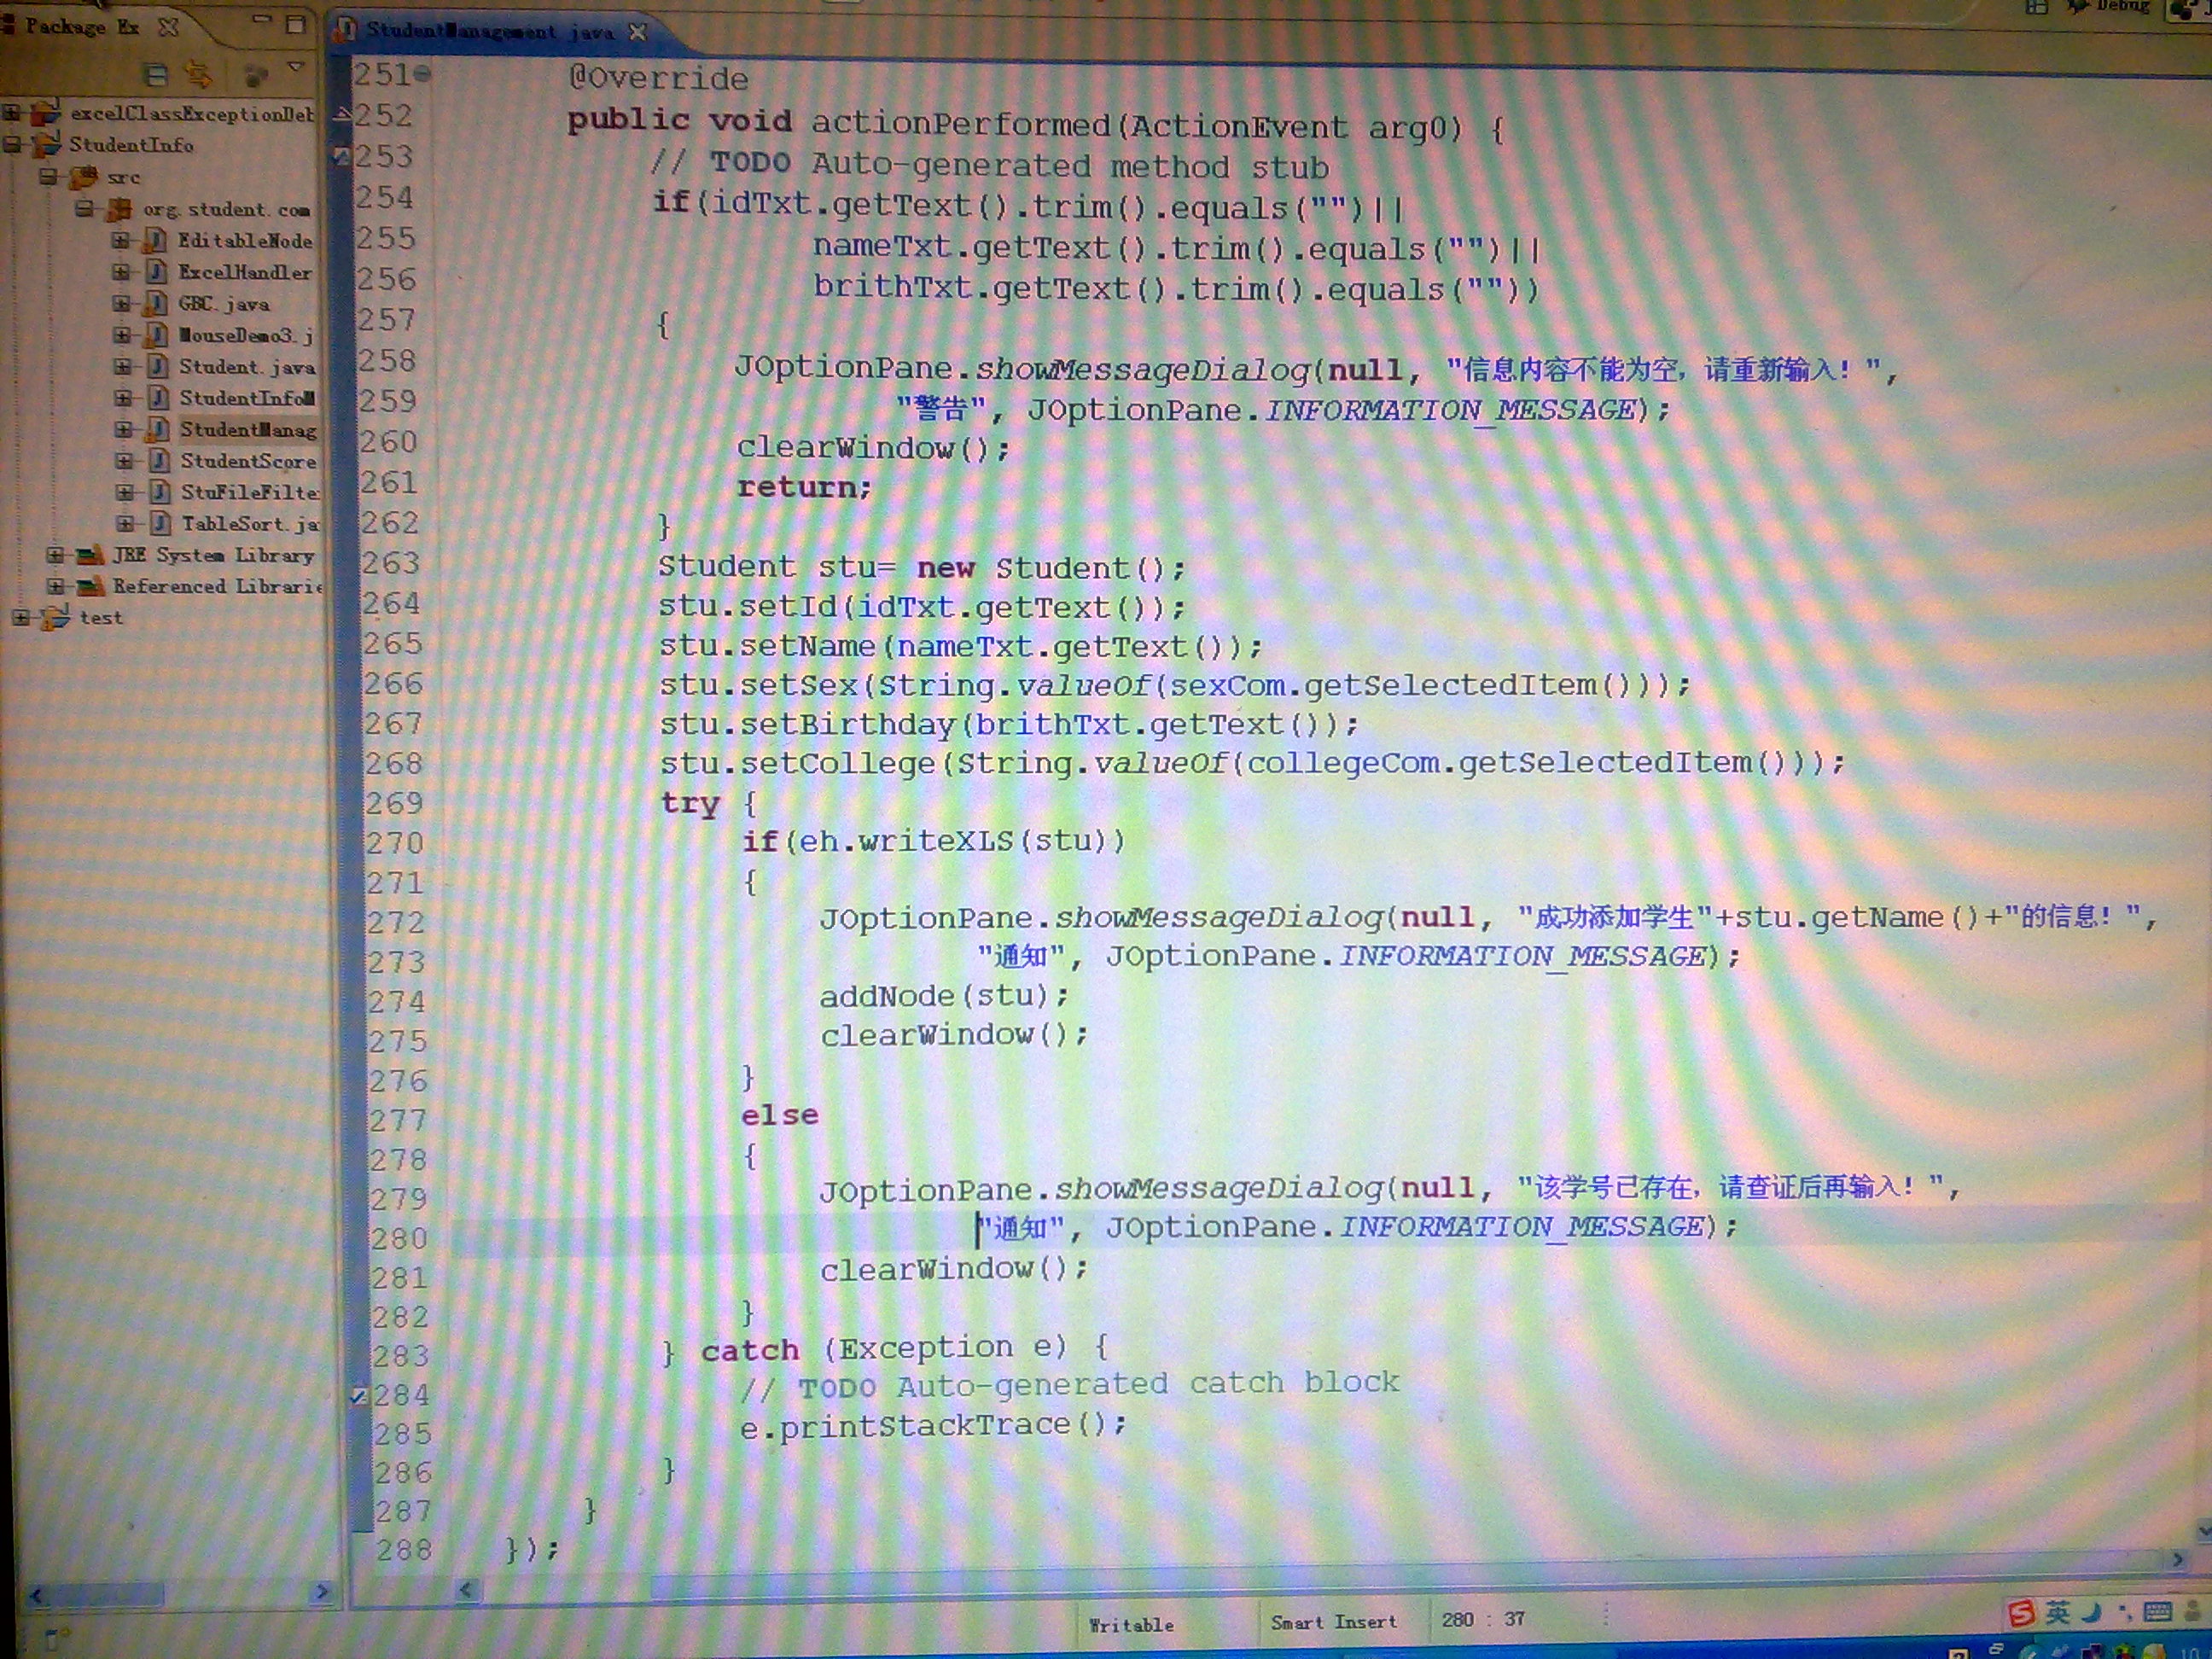 Package Ex
StudentManagement.java
Debug
excelClassExceptionDeb
StudentInfo
src
org.student.com
EditableNode
ExcelHandler
GBC.java
MouseDemo3.j
Student.java
StudentInfoM
StudentManag
StudentScore
StuFileFilte
TableSort.ja
JRE System Library
Referenced Librarie
test
251 @Override
252 public void actionPerformed(ActionEvent arg0) {
253 // TODO Auto-generated method stub
254 if(idTxt.getText().trim().equals("")||
255 nameTxt.getText().trim().equals("")||
256 brithTxt.getText().trim().equals(""))
257 {
258 JOptionPane.showMessageDialog(null, "信息内容不能为空，请重新输入！",
259 "警告", JOptionPane.INFORMATION_MESSAGE);
260 clearWindow();
261 return;
262 }
263 Student stu= new Student();
264 stu.setId(idTxt.getText());
265 stu.setName(nameTxt.getText());
266 stu.setSex(String.valueOf(sexCom.getSelectedItem()));
267 stu.setBirthday(brithTxt.getText());
268 stu.setCollege(String.valueOf(collegeCom.getSelectedItem()));
269 try {
270 if(eh.writeXLS(stu))
271 {
272 JOptionPane.showMessageDialog(null, "成功添加学生"+stu.getName()+"的信息！",
273 "通知", JOptionPane.INFORMATION_MESSAGE);
274 addNode(stu);
275 clearWindow();
276 }
277 else
278 {
279 JOptionPane.showMessageDialog(null, "该学号已存在，请查证后再输入！",
280 "通知", JOptionPane.INFORMATION_MESSAGE);
281 clearWindow();
282 }
283 } catch (Exception e) {
284 // TODO Auto-generated catch block
285 e.printStackTrace();
286 }
287 }
288 });
Writable Smart Insert 280 : 37
英